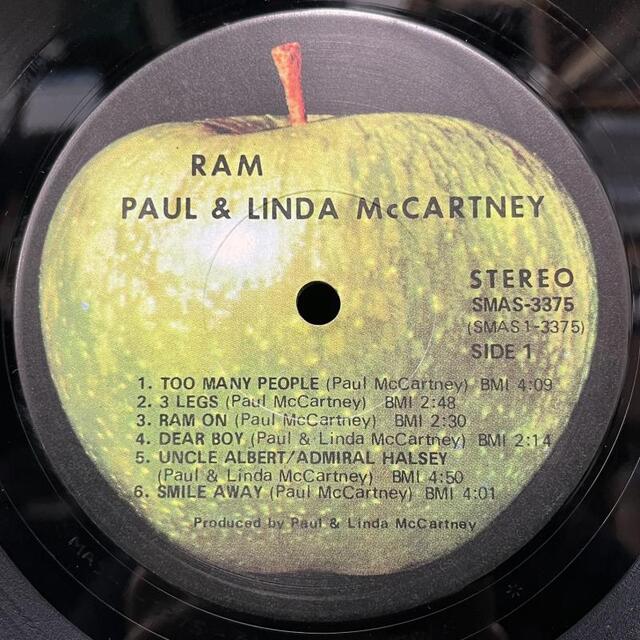 RAM
PAUL & LINDA McCARTNEY
STEREO
SMAS-3375
(SMAS 1-3375)
SIDE 1
1. TOO MANY PEOPLE (Paul McCartney) BMI 4:09
2. 3 LEGS (Paul McCartney) BMI 2:48
3. RAM ON (Paul McCartney) BMI 2:30
4. DEAR BOY (Paul & Linda McCartney) BMI 2:14
5. UNCLE ALBERT/ADMIRAL HALSEY
(Paul & Linda McCartney) BMI 4:50
6. SMILE AWAY (Paul McCartney) BMI 4:01
Produced by Paul & Linda McCartney